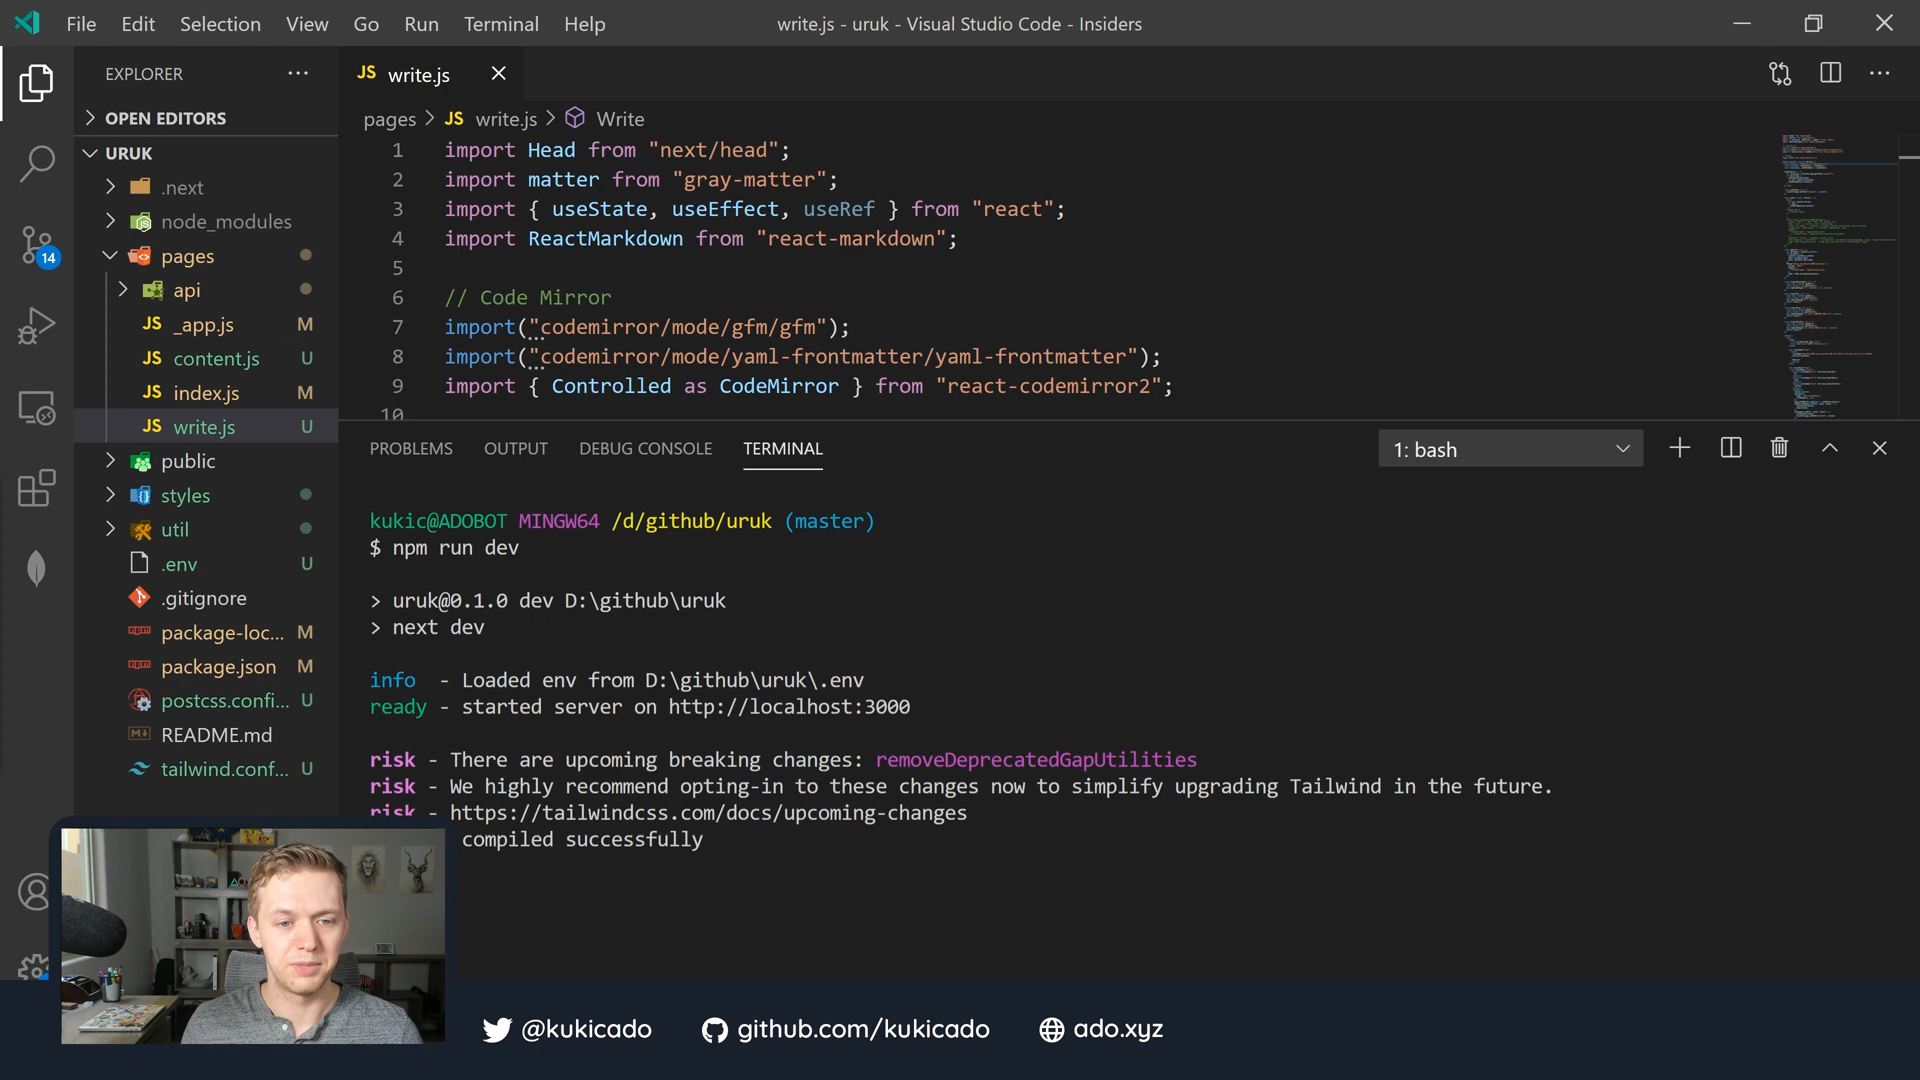 File Edit Selection View Go Run Terminal Help
write.js - uruk - Visual Studio Code - Insiders
EXPLORER
OPEN EDITORS
URUK
.next
node_modules
pages
api
JS _app.js M
JS content.js U
JS index.js M
JS write.js U
public
styles
util
.env U
.gitignore
package-loc... M
package.json M
postcss.confi... U
README.md
tailwind.conf... U
14
JS write.js
pages > JS write.js > Write
1 import Head from "next/head";
2 import matter from "gray-matter";
3 import { useState, useEffect, useRef } from "react";
4 import ReactMarkdown from "react-markdown";
5
6 // Code Mirror
7 import("codemirror/mode/gfm/gfm");
8 import("codemirror/mode/yaml-frontmatter/yaml-frontmatter");
9 import { Controlled as CodeMirror } from "react-codemirror2";
10
PROBLEMS OUTPUT DEBUG CONSOLE TERMINAL
1: bash
kukic@ADOBOT MINGW64 /d/github/uruk (master)
$ npm run dev
> uruk@0.1.0 dev D:\github\uruk
> next dev
info - Loaded env from D:\github\uruk\.env
ready - started server on http://localhost:3000
risk - There are upcoming breaking changes: removeDeprecatedGapUtilities
risk - We highly recommend opting-in to these changes now to simplify upgrading Tailwind in the future.
risk - https://tailwindcss.com/docs/upcoming-changes
compiled successfully
@kukicado
github.com/kukicado
ado.xyz